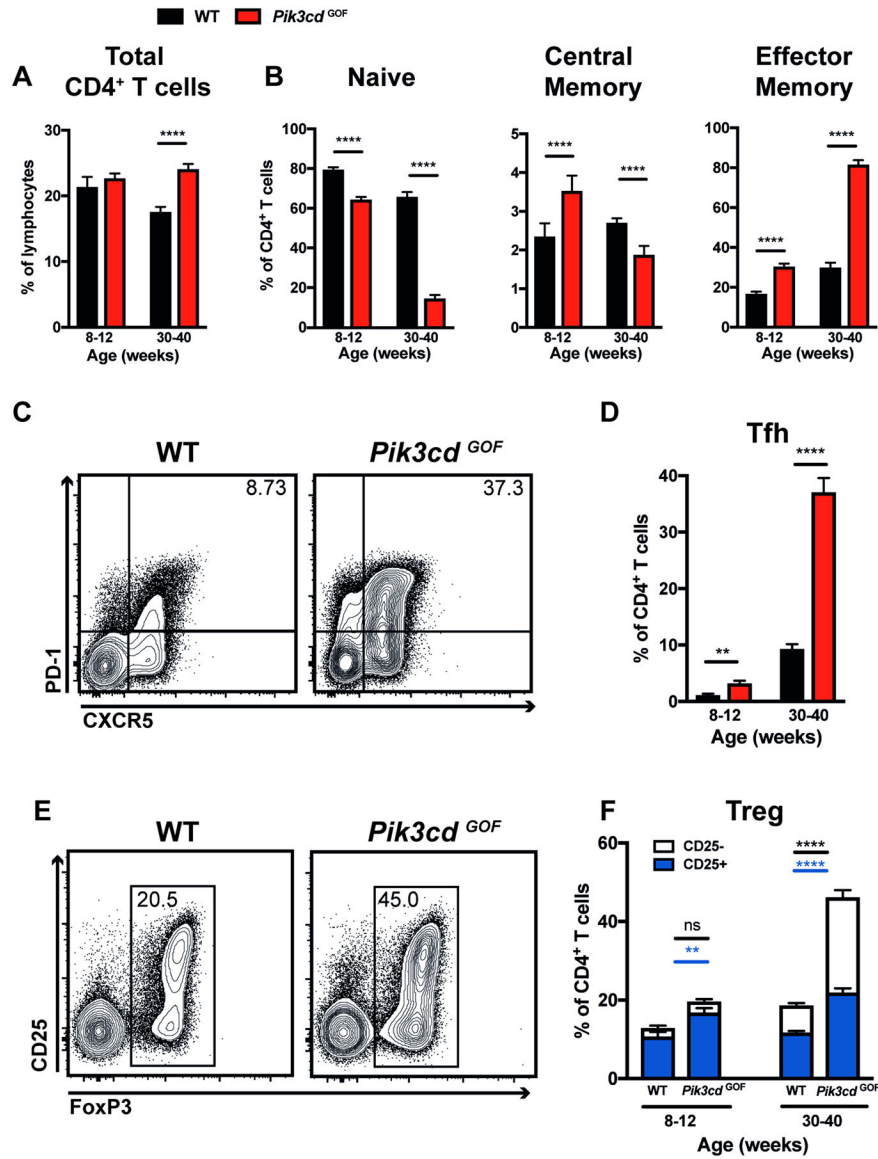 WT Pik3cd GOF
A
Total
CD4+ T cells
% of lymphocytes
30
20
10
0
****
8-12 30-40
Age (weeks)
B
Naive
% of CD4+ T cells
100
80
60
40
20
0
**** ****
8-12 30-40
Age (weeks)
Central
Memory
6
5
4
3
2
1
0
**** ****
8-12 30-40
Age (weeks)
Effector
Memory
100
80
60
40
20
0
**** ****
8-12 30-40
Age (weeks)
C
WT Pik3cd GOF
8.73 37.3
PD-1
CXCR5
D
Tfh
% of CD4+ T cells
40
30
20
10
0
** ****
8-12 30-40
Age (weeks)
E
WT Pik3cd GOF
20.5 45.0
CD25
FoxP3
F
Treg
CD25-
CD25+
% of CD4+ T cells
60
40
20
0
ns
**
****
****
WT Pik3cd GOF WT Pik3cd GOF
8-12 30-40
Age (weeks)